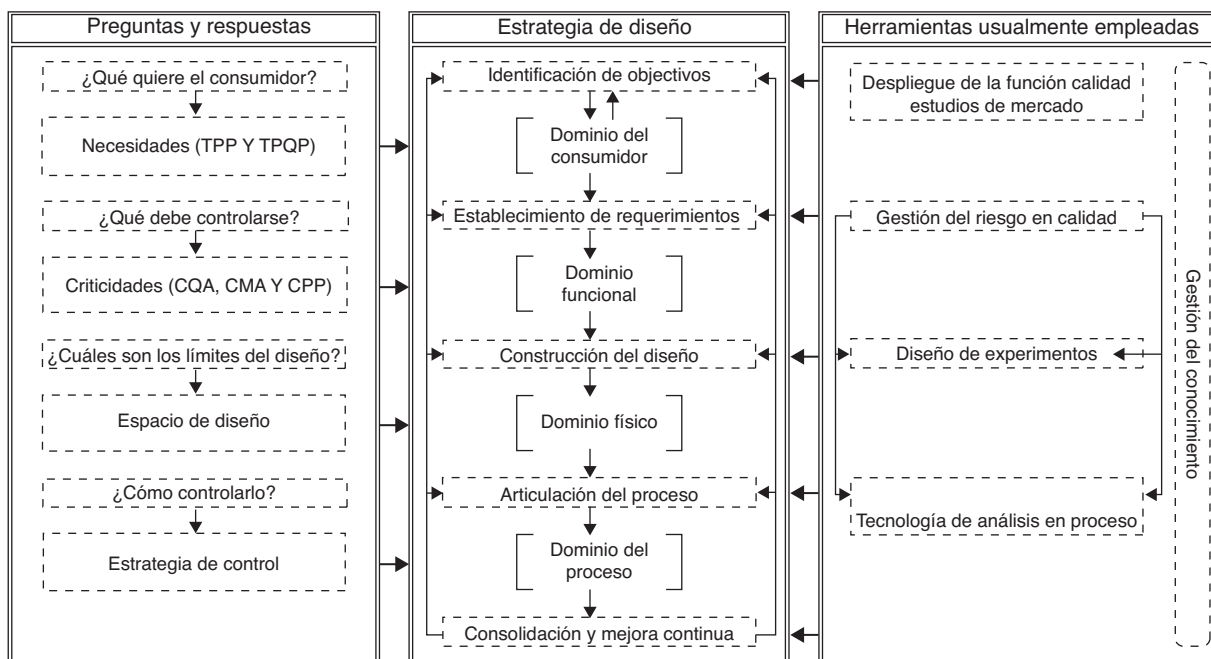 Preguntas y respuestas
¿Qué quiere el consumidor?
Necesidades (TPP Y TPQP)
¿Qué debe controlarse?
Criticidades (CQA, CMA Y CPP)
¿Cuáles son los límites del diseño?
Espacio de diseño
¿Cómo controlarlo?
Estrategia de control
Estrategia de diseño
Identificación de objetivos
Dominio del
consumidor
Establecimiento de requerimientos
Dominio
funcional
Construcción del diseño
Dominio físico
Articulación del proceso
Dominio del
proceso
Consolidación y mejora continua
Herramientas usualmente empleadas
Despliegue de la función calidad
estudios de mercado
Gestión del riesgo en calidad
Diseño de experimentos
Tecnología de análisis en proceso
Gestión del conocimiento